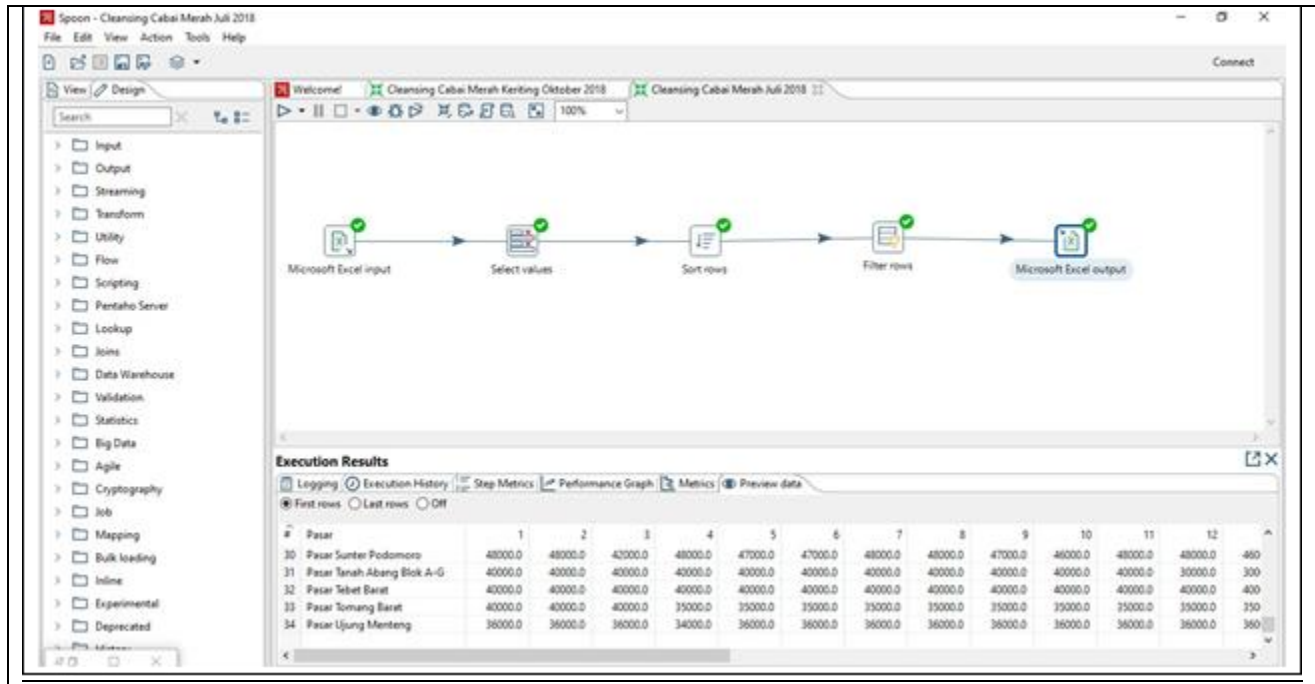 Spoon - Cleansing Cabai Merah Juli 2018
File Edit View Action Tools Help
Connect
View Design
Welcome! Cleansing Cabai Merah Keriting Oktober 2018 Cleansing Cabai Merah Juli 2018
Search
100%
Input
Output
Streaming
Transform
Utility
Flow
Scripting
Pentaho Server
Lookup
Joins
Data Warehouse
Validation
Statistics
Big Data
Agile
Cryptography
Job
Mapping
Bulk loading
Inline
Experimental
Deprecated
History
Microsoft Excel input
Select values
Sort rows
Filter rows
Microsoft Excel output
Execution Results
Logging Execution History Step Metrics Performance Graph Metrics Preview data
First rows Last rows Off
# Pasar 1 2 3 4 5 6 7 8 9 10 11 12
30 Pasar Sunter Podomoro 48000.0 48000.0 42000.0 48000.0 47000.0 47000.0 48000.0 48000.0 47000.0 46000.0 48000.0 48000.0 460
31 Pasar Tanah Abang Blok A-G 40000.0 40000.0 40000.0 40000.0 40000.0 40000.0 40000.0 40000.0 40000.0 40000.0 40000.0 30000.0 300
32 Pasar Tebet Barat 40000.0 40000.0 40000.0 40000.0 40000.0 40000.0 40000.0 40000.0 40000.0 40000.0 40000.0 40000.0 400
33 Pasar Tomang Barat 40000.0 40000.0 40000.0 35000.0 35000.0 35000.0 35000.0 35000.0 35000.0 35000.0 35000.0 35000.0 350
34 Pasar Ujung Menteng 36000.0 36000.0 36000.0 34000.0 36000.0 36000.0 36000.0 36000.0 36000.0 36000.0 36000.0 36000.0 360